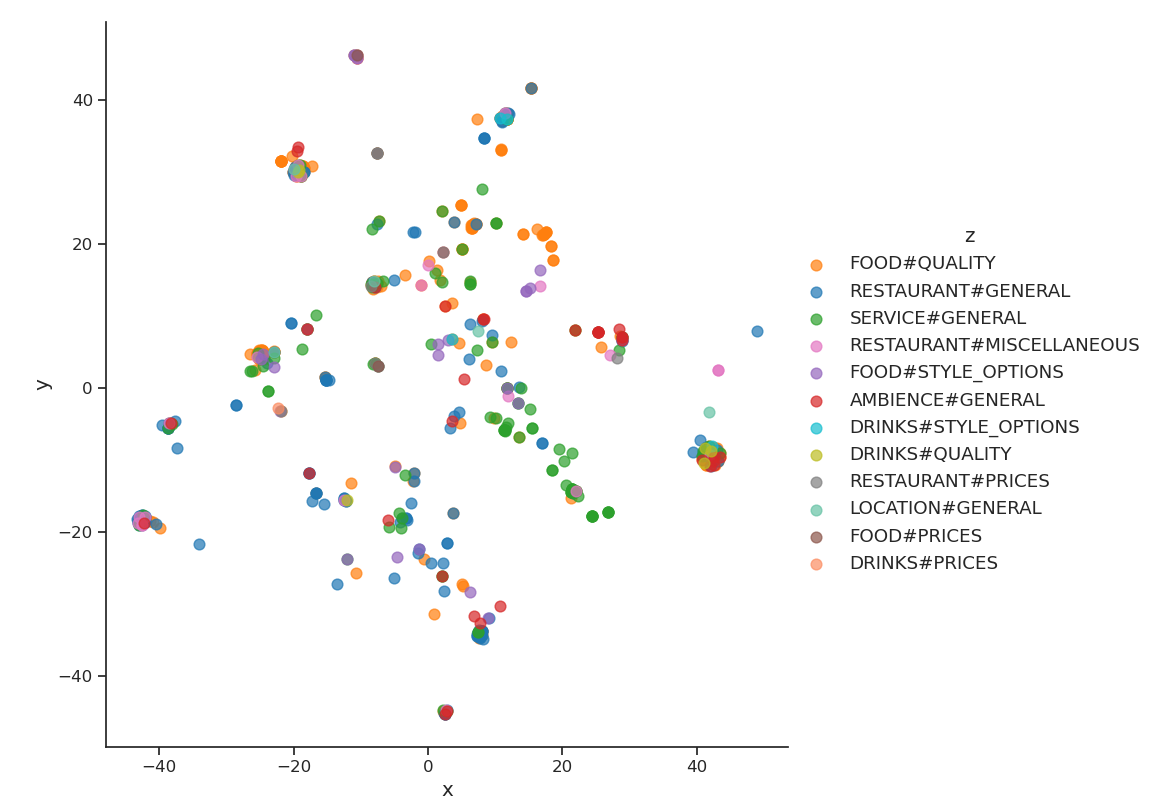 40
20
0
−20
−40
y
−40
−20
0
20
40
x
z
FOOD#QUALITY
RESTAURANT#GENERAL
SERVICE#GENERAL
RESTAURANT#MISCELLANEOUS
FOOD#STYLE_OPTIONS
AMBIENCE#GENERAL
DRINKS#STYLE_OPTIONS
DRINKS#QUALITY
RESTAURANT#PRICES
LOCATION#GENERAL
FOOD#PRICES
DRINKS#PRICES